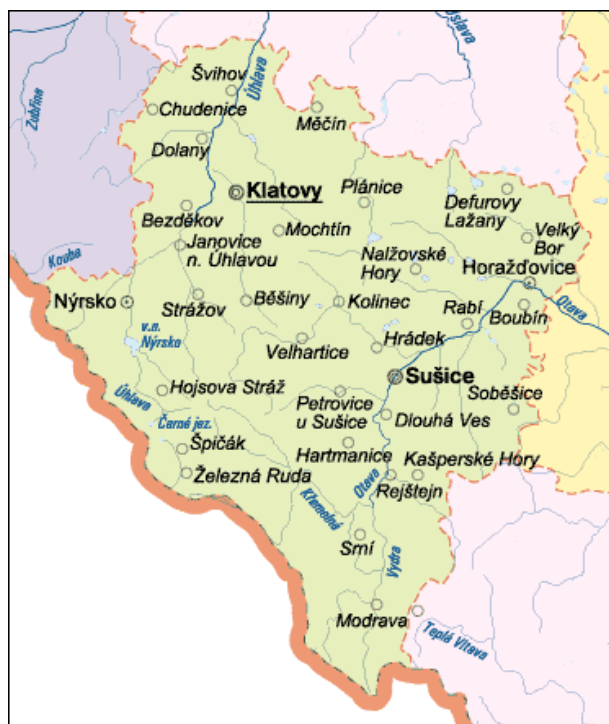 Úhlava
Švihov
Chudenice
Měčín
Zubřina
Dolany
Klatovy
Plánice
Defurovy
Lažany
Bezděkov
Mochtín
Velký
Bor
Janovice
n. Úhlavou
Nalžovské
Hory
Kouba
Horažďovice
Nýrsko
Strážov
Běšiny
Kolinec
Rabí
Otava
Boubín
v.n.
Nýrsko
Velhartice
Hrádek
Sušice
Úhlava
Hojsova Stráž
Petrovice
u Sušice
Soběšice
Dlouhá Ves
Černé jez.
Špičák
Hartmanice
Železná Ruda
Otava
Kašperské Hory
Rejštejn
Křemelná
Srní
Vydra
Modrava
Teplá Vltava